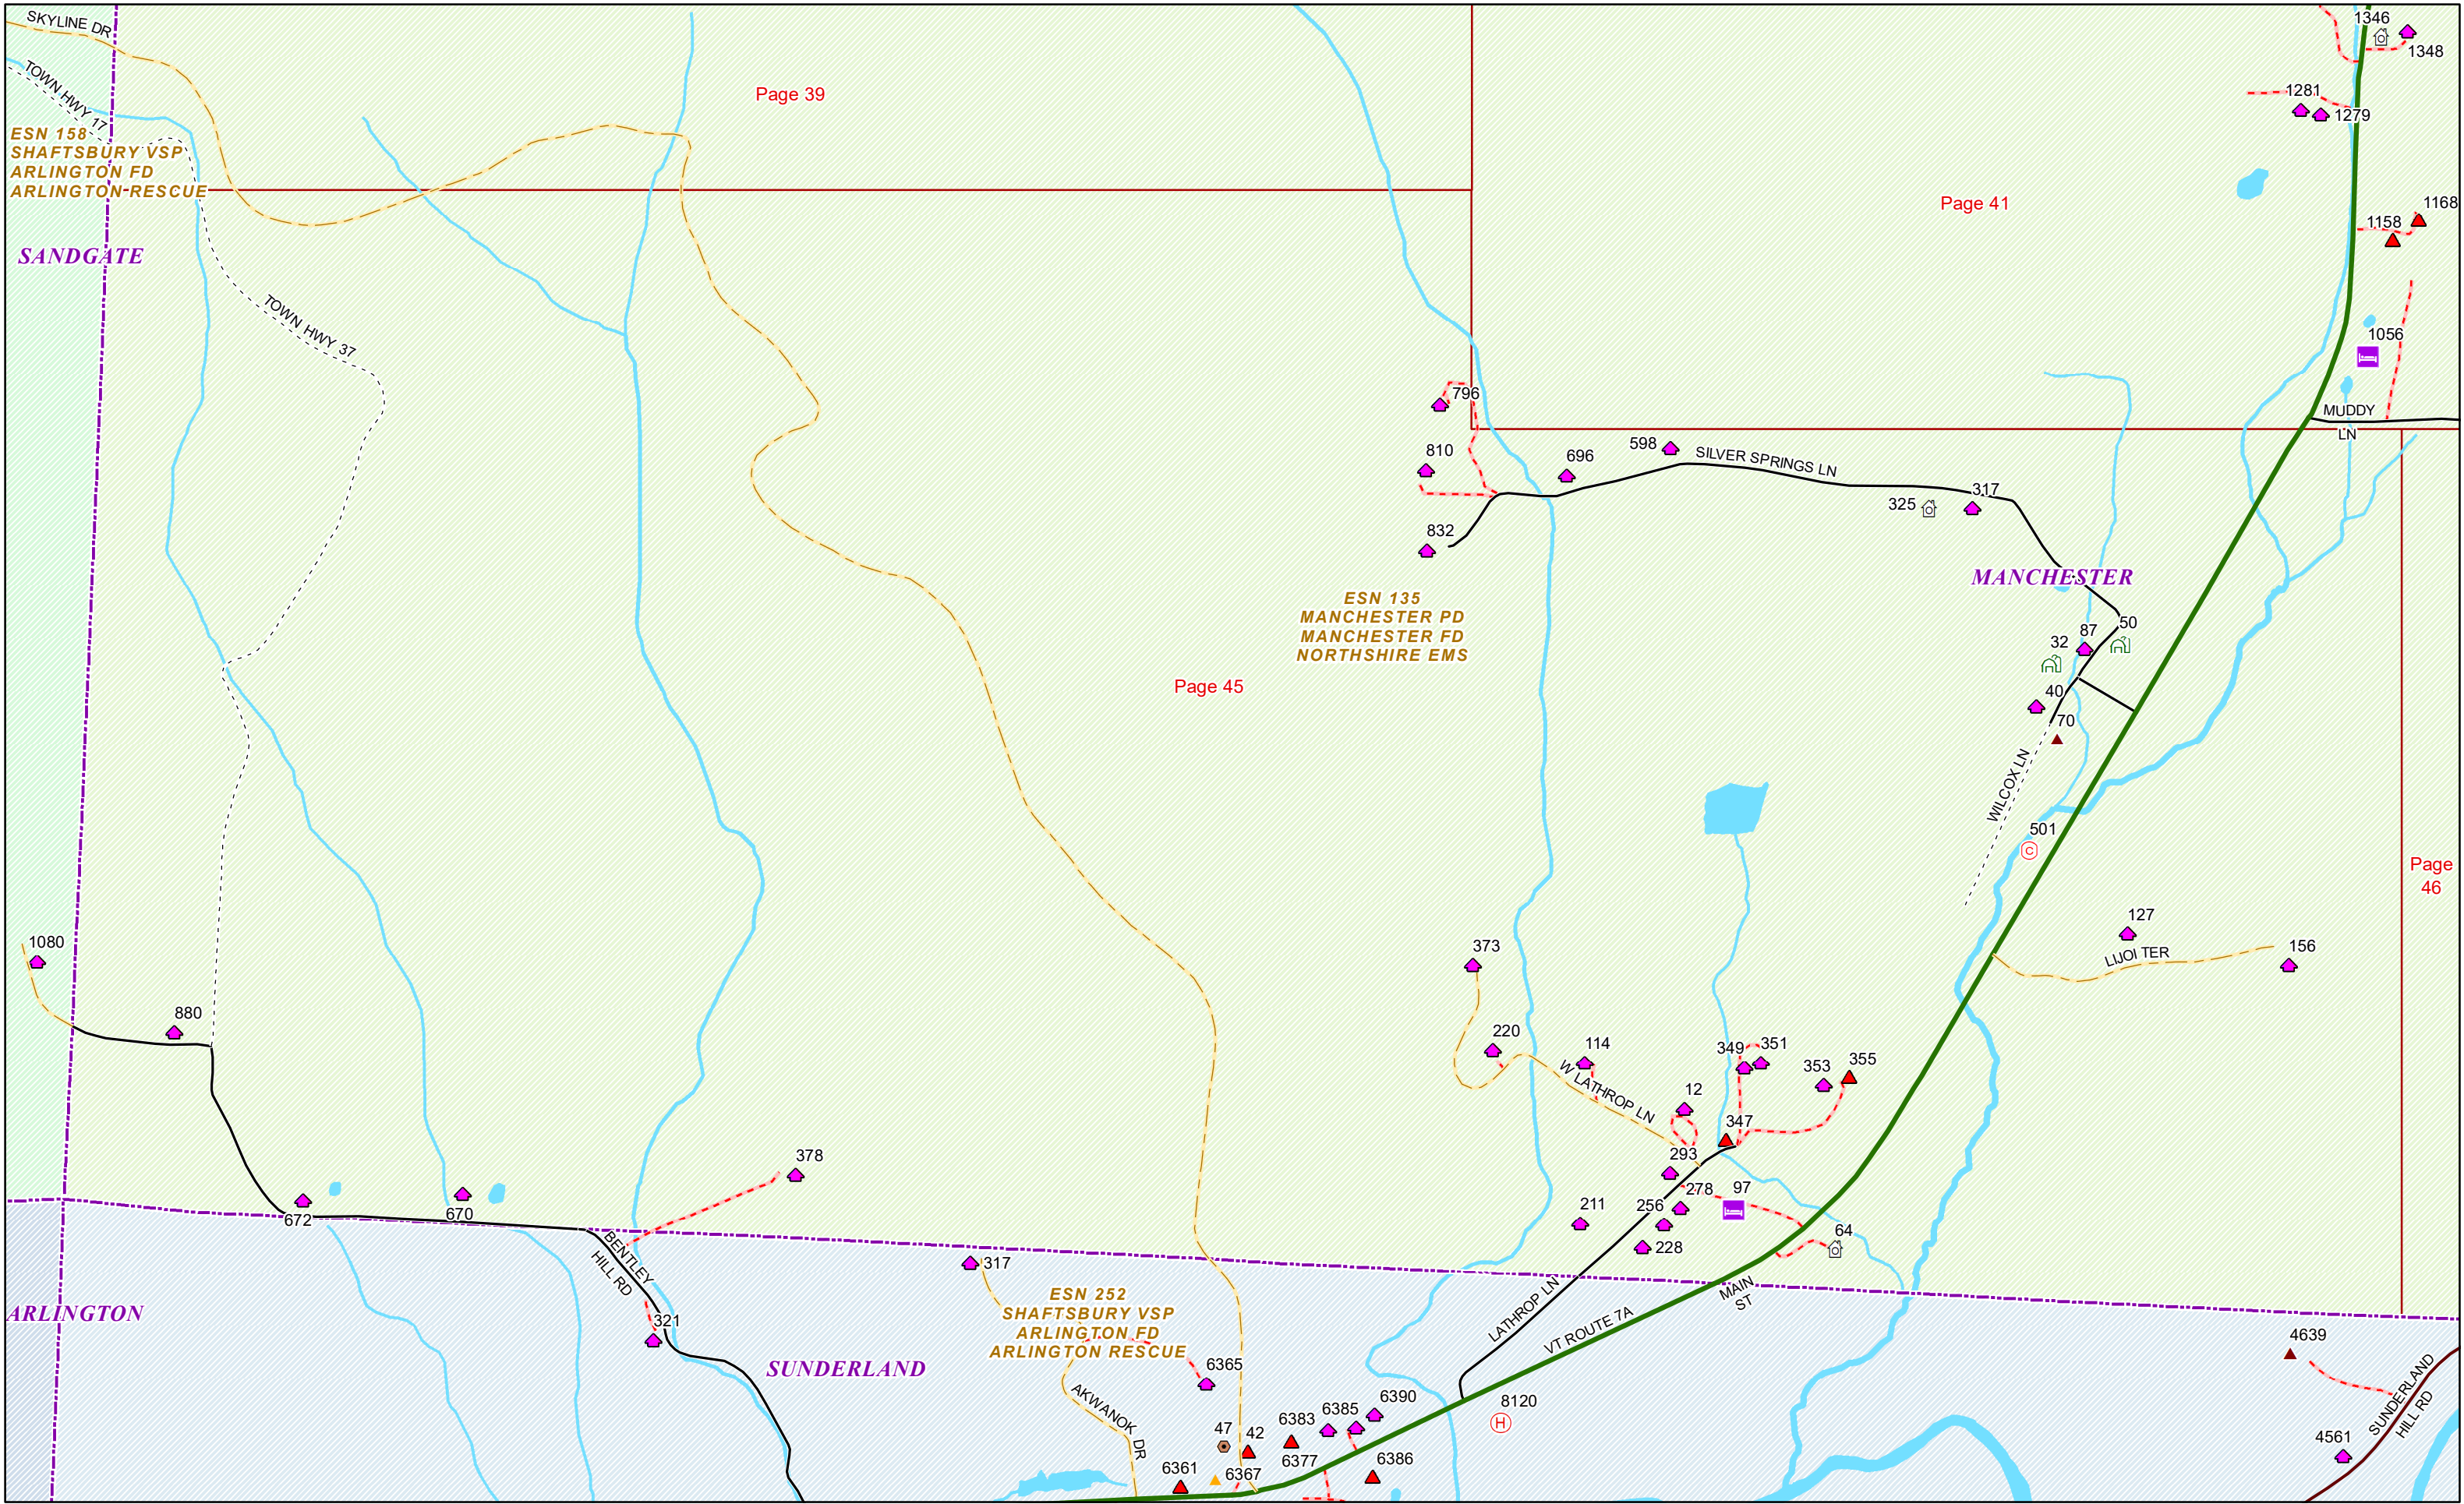 SKYLINE DR
1346
1348
TOWN HWY 17
Page 39
1281
1279
ESN 158
SHAFTSBURY VSP
ARLINGTON FD
ARLINGTON RESCUE
Page 41
1168
1158
SANDGATE
TOWN HWY 37
1056
796
MUDDY
LN
810
696
598
SILVER SPRINGS LN
325
317
832
MANCHESTER
ESN 135
MANCHESTER PD
MANCHESTER FD
NORTHSHIRE EMS
50
87
32
Page 45
40
70
WILCOX LN
501
C
Page
46
127
LIJOI TER
156
1080
373
880
220
114
W LATHROP LN
349
351
353
355
12
347
378
293
672
670
211
256
278
97
228
64
BENTLEY
HILL RD
317
ESN 252
SHAFTSBURY VSP
ARLINGTON FD
ARLINGTON RESCUE
LATHROP LN
MAIN
ST
VT ROUTE 7A
ARLINGTON
321
SUNDERLAND
4639
6365
AKWANOK DR
6390
6385
6383
8120
H
47
42
6377
6386
6361
6367
SUNDERLAND
HILL RD
4561